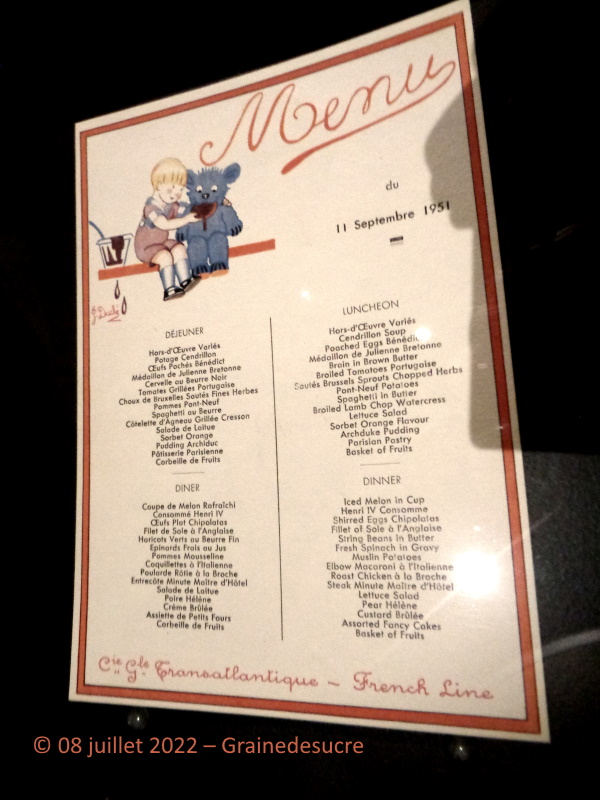 Menu
du
11 Septembre 1951
DÉJEUNER
Hors-d'Œuvre Variés
Potage Cendrillon
Œufs Pochés Bénédict
Médaillon de Julienne Bretonne
Cervelle au Beurre Noir
Tomates Grillées Portugaise
Choux de Bruxelles Sautés Fines Herbes
Pommes Pont-Neuf
Spaghetti au Beurre
Côtelette d'Agneau Grillée Cresson
Salade de Laitue
Sorbet Orange
Pudding Archiduc
Pâtisserie Parisienne
Corbeille de Fruits
DINER
Coupe de Melon Rafraîchi
Consommé Henri IV
Œufs Plat Chipolatas
Filet de Sole à l'Anglaise
Haricots Verts au Beurre Fin
Epinards Frais au Jus
Pommes Mousseline
Coquillettes à l'Italienne
Poularde Rôtie à la Broche
Entrecôte Minute Maître d'Hôtel
Salade de Laitue
Poire Hélène
Crème Brûlée
Assiette de Petits Fours
Corbeille de Fruits
LUNCHEON
Hors-d'Œuvre Variés
Cendrillon Soup
Poached Eggs Bénédict
Médaillon de Julienne Bretonne
Brain in Brown Butter
Broiled Tomatoes Portugaise
Sautés Brussels Sprouts Chopped Herbs
Pont-Neuf Potatoes
Spaghetti in Butter
Broiled Lamb Chop Watercress
Lettuce Salad
Sorbet Orange Flavour
Archduke Pudding
Parisian Pastry
Basket of Fruits
DINNER
Iced Melon in Cup
Henri IV Consomme
Shirred Eggs Chipolatas
Fillet of Sole à l'Anglaise
String Beans in Butter
Fresh Spinach in Gravy
Muslin Potatoes
Elbow Macaroni à l'Italienne
Roast Chicken à la Broche
Steak Minute Maître d'Hôtel
Lettuce Salad
Pear Hélène
Custard Brûlée
Assorted Fancy Cakes
Basket of Fruits
Cie Gle Transatlantique – French Line
© 08 juillet 2022 – Grainedesucre